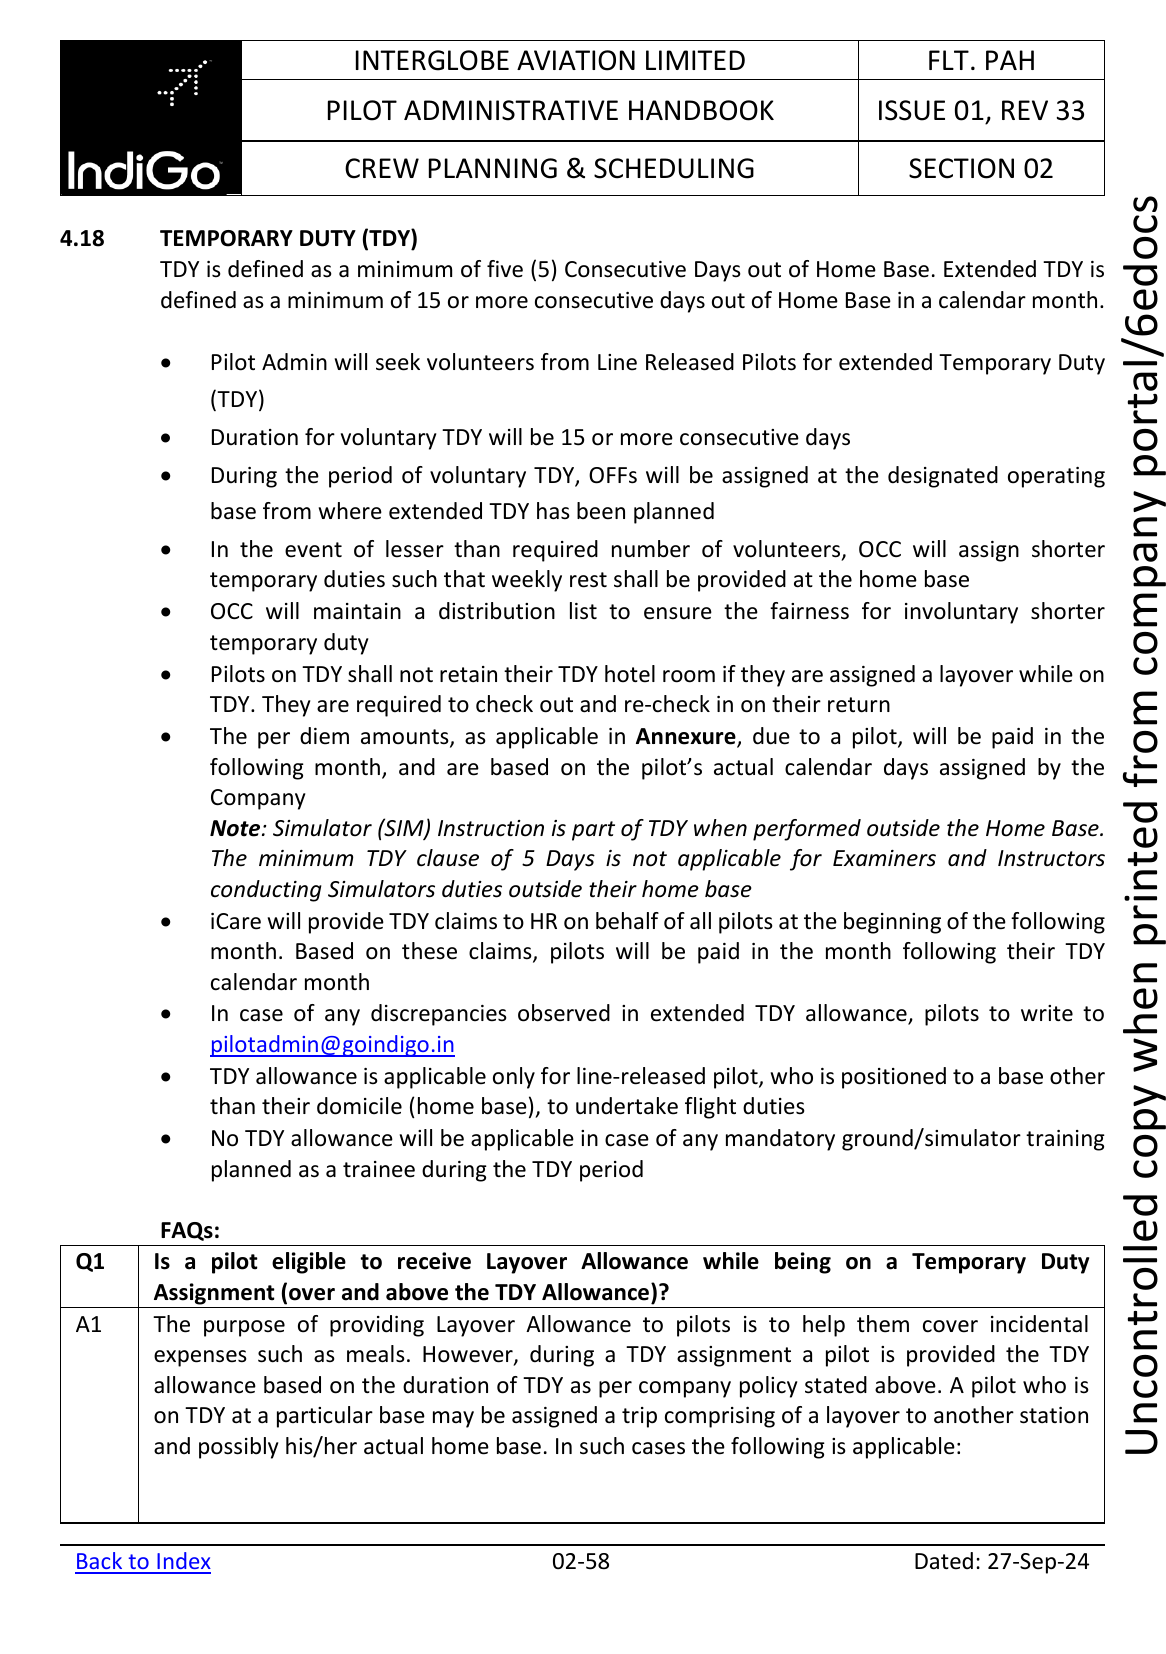 IndiGo
INTERGLOBE AVIATION LIMITED
FLT. PAH
PILOT ADMINISTRATIVE HANDBOOK
ISSUE 01, REV 33
CREW PLANNING & SCHEDULING
SECTION 02
4.18 TEMPORARY DUTY (TDY)
TDY is defined as a minimum of five (5) Consecutive Days out of Home Base. Extended TDY is
defined as a minimum of 15 or more consecutive days out of Home Base in a calendar month.
• Pilot Admin will seek volunteers from Line Released Pilots for extended Temporary Duty
(TDY)
• Duration for voluntary TDY will be 15 or more consecutive days
• During the period of voluntary TDY, OFFs will be assigned at the designated operating
base from where extended TDY has been planned
• In the event of lesser than required number of volunteers, OCC will assign shorter
temporary duties such that weekly rest shall be provided at the home base
• OCC will maintain a distribution list to ensure the fairness for involuntary shorter
temporary duty
• Pilots on TDY shall not retain their TDY hotel room if they are assigned a layover while on
TDY. They are required to check out and re-check in on their return
• The per diem amounts, as applicable in Annexure, due to a pilot, will be paid in the
following month, and are based on the pilot’s actual calendar days assigned by the
Company
Note: Simulator (SIM) Instruction is part of TDY when performed outside the Home Base.
The minimum TDY clause of 5 Days is not applicable for Examiners and Instructors
conducting Simulators duties outside their home base
• iCare will provide TDY claims to HR on behalf of all pilots at the beginning of the following
month. Based on these claims, pilots will be paid in the month following their TDY
calendar month
• In case of any discrepancies observed in extended TDY allowance, pilots to write to
pilotadmin@goindigo.in
• TDY allowance is applicable only for line-released pilot, who is positioned to a base other
than their domicile (home base), to undertake flight duties
• No TDY allowance will be applicable in case of any mandatory ground/simulator training
planned as a trainee during the TDY period
FAQs:
Q1 Is a pilot eligible to receive Layover Allowance while being on a Temporary Duty
Assignment (over and above the TDY Allowance)?
A1 The purpose of providing Layover Allowance to pilots is to help them cover incidental
expenses such as meals. However, during a TDY assignment a pilot is provided the TDY
allowance based on the duration of TDY as per company policy stated above. A pilot who is
on TDY at a particular base may be assigned a trip comprising of a layover to another station
and possibly his/her actual home base. In such cases the following is applicable:
Back to Index 02-58 Dated: 27-Sep-24
Uncontrolled copy when printed from company portal/6edocs